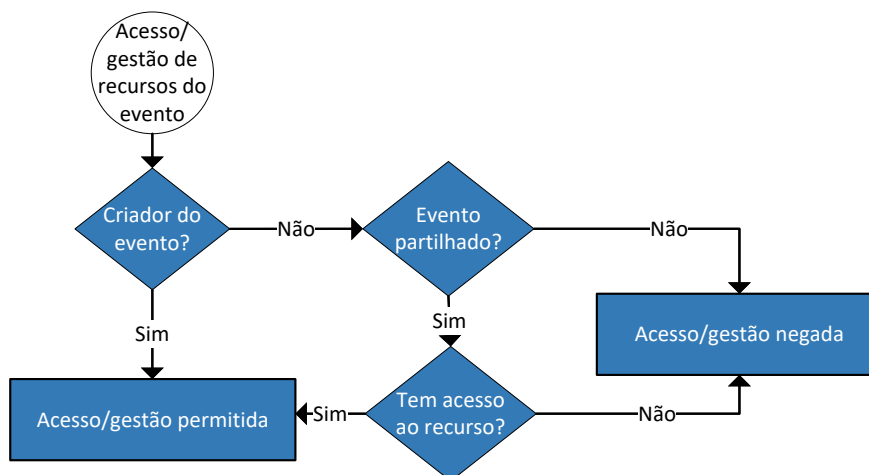 Acesso/
gestão de
recursos do
evento
Criador do
evento?
Não
Evento
partilhado?
Não
Sim
Sim
Acesso/gestão negada
Acesso/gestão permitida
Sim
Tem acesso
ao recurso?
Não